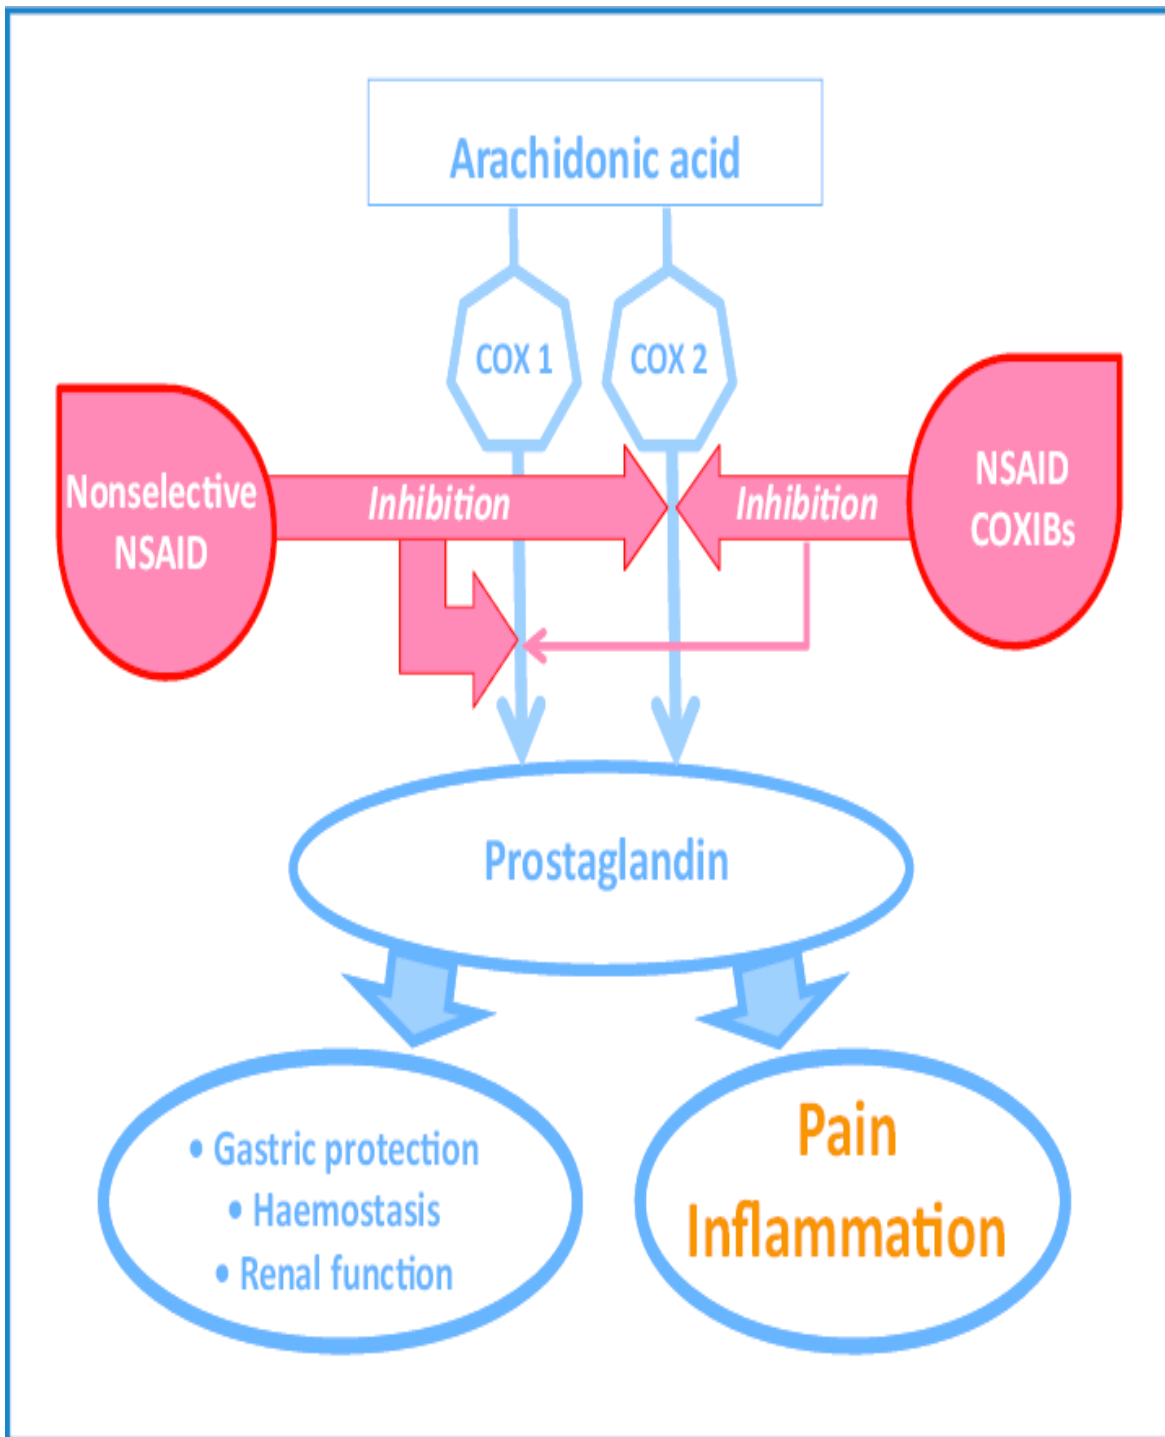 Arachidonic acid
COX 1
COX 2
Nonselective
NSAID
Inhibition
Inhibition
NSAID
COXIBs
Prostaglandin
• Gastric protection
• Haemostasis
• Renal function
Pain
Inflammation